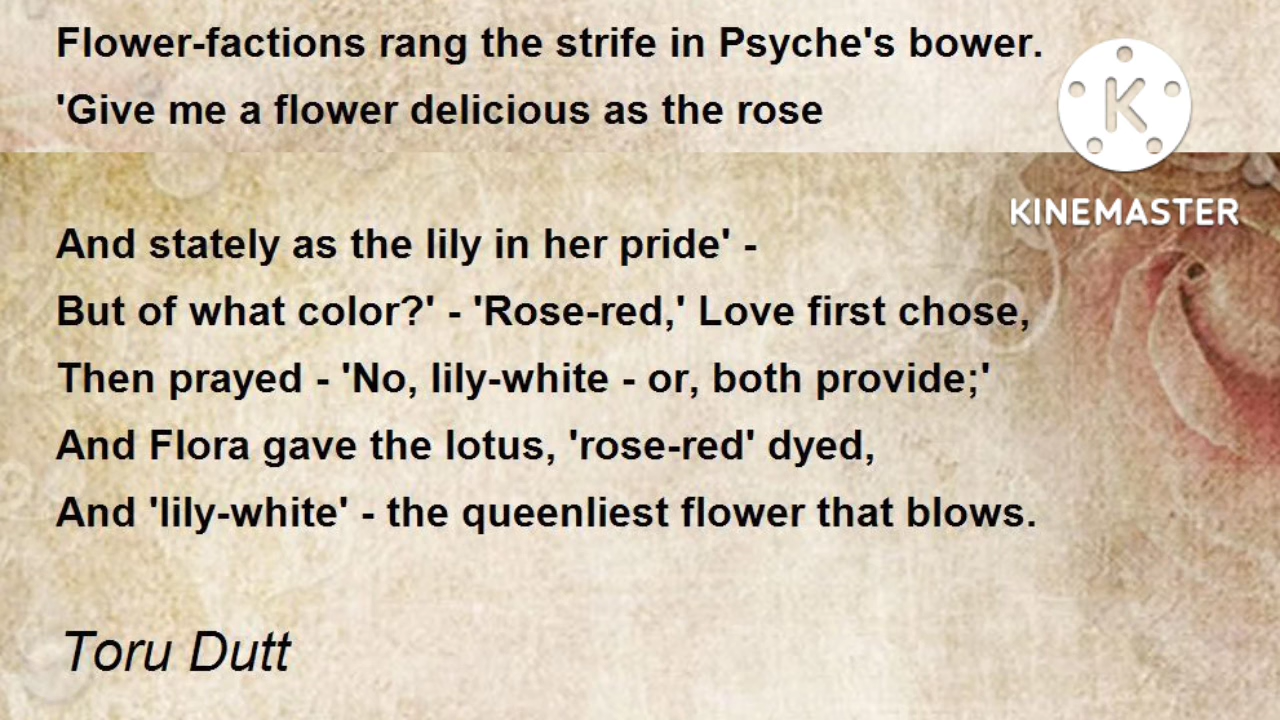 Flower-factions rang the strife in Psyche's bower.
'Give me a flower delicious as the rose
KINEMASTER
And stately as the lily in her pride' -
But of what color?' - 'Rose-red,' Love first chose,
Then prayed - 'No, lily-white - or, both provide;'
And Flora gave the lotus, 'rose-red' dyed,
And 'lily-white' - the queenliest flower that blows.
Toru Dutt